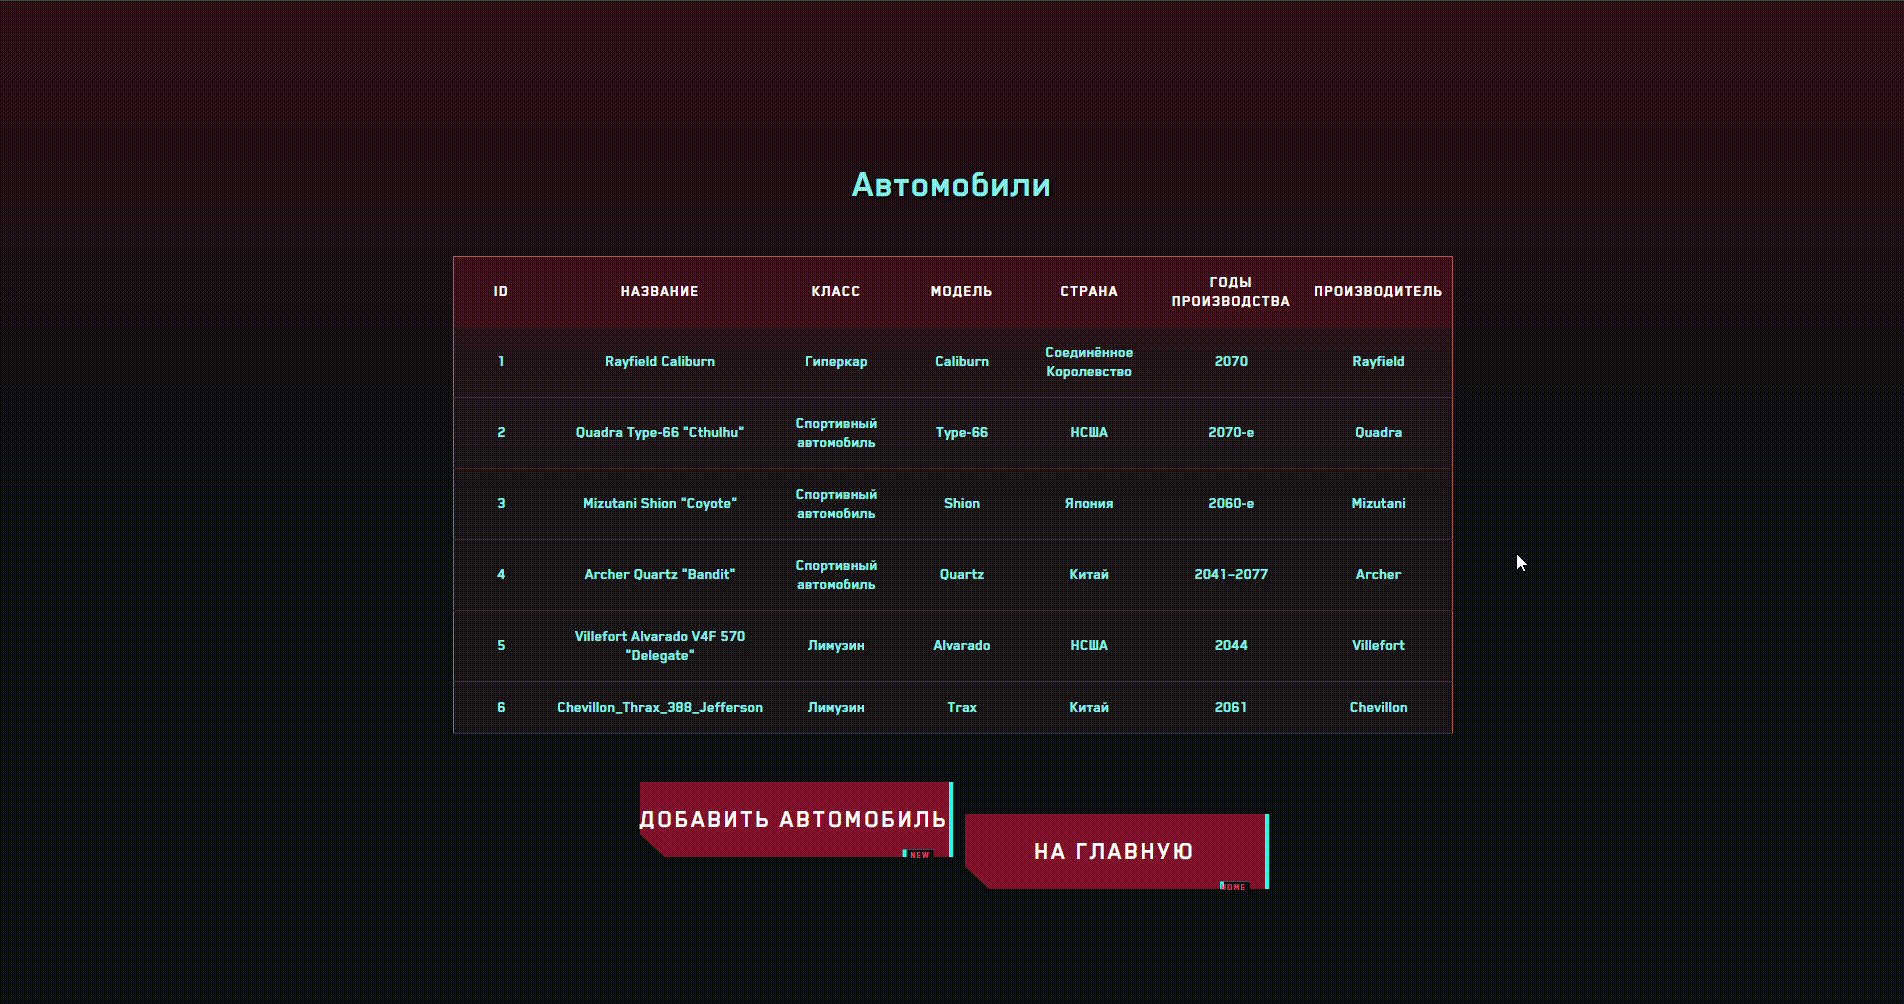 Автомобили
ID НАЗВАНИЕ КЛАСС МОДЕЛЬ СТРАНА ГОДЫ ПРОИЗВОДСТВА ПРОИЗВОДИТЕЛЬ
1 Rayfield Caliburn Гиперкар Caliburn Соединённое Королевство 2070 Rayfield
2 Quadra Type-66 "Cthulhu" Спортивный автомобиль Type-66 НСША 2070-е Quadra
3 Mizutani Shion "Coyote" Спортивный автомобиль Shion Япония 2060-е Mizutani
4 Archer Quartz "Bandit" Спортивный автомобиль Quartz Китай 2041–2077 Archer
5 Villefort Alvarado V4F 570 "Delegate" Лимузин Alvarado НСША 2044 Villefort
6 Chevillon_Thrax_388_Jefferson Лимузин Trax Китай 2061 Chevillon
ДОБАВИТЬ АВТОМОБИЛЬ
NEW
НА ГЛАВНУЮ
HOME